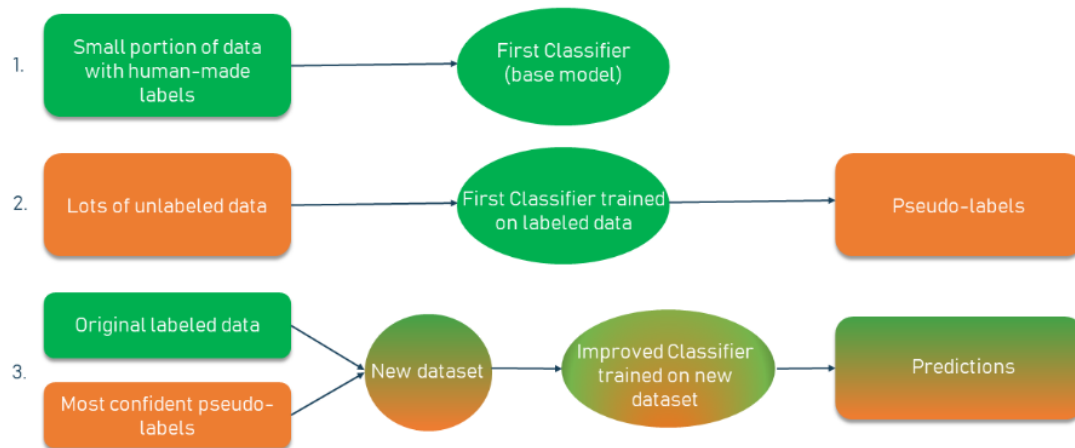 1.
Small portion of data
with human-made
labels
First Classifier
(base model)
2.
Lots of unlabeled data
First Classifier trained
on labeled data
Pseudo-labels
3.
Original labeled data
Most confident pseudo-
labels
New dataset
Improved Classifier
trained on new
dataset
Predictions